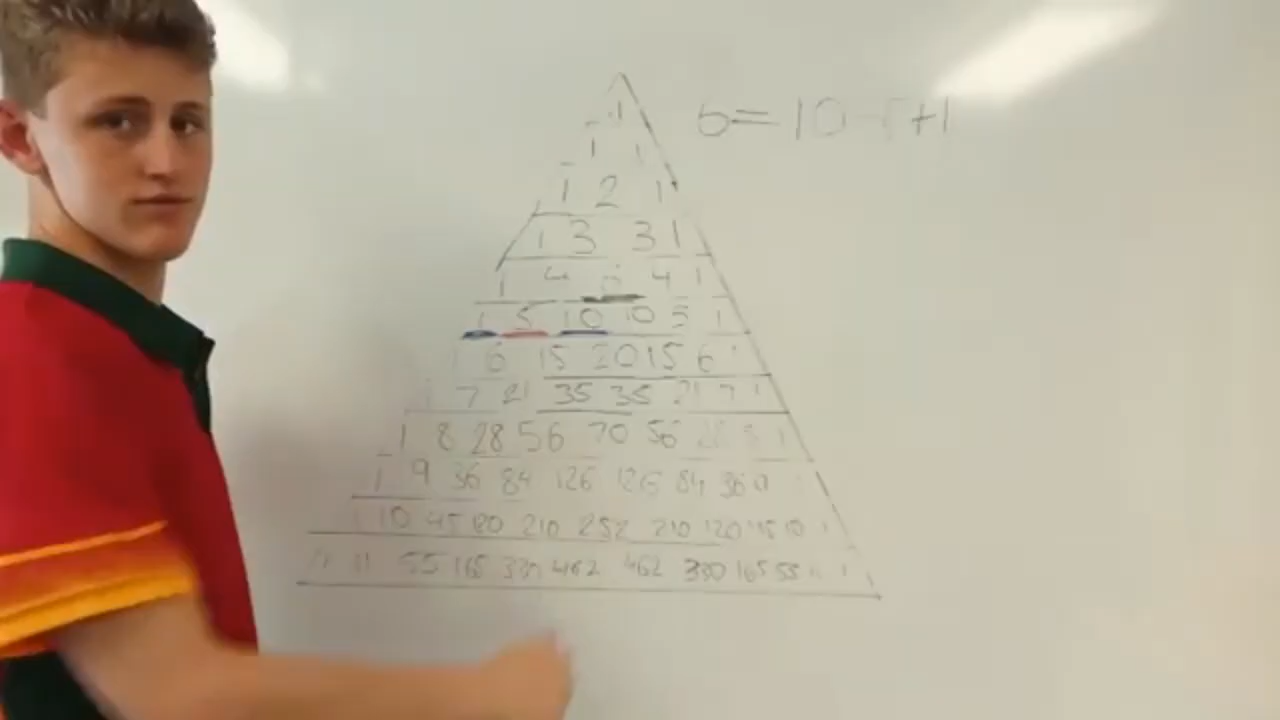 6=10-5+1
1
1 1
1 2 1
1 3 3 1
1 4 6 4 1
1 5 10 10 5 1
1 6 15 20 15 6 1
1 7 21 35 35 21 7 1
1 8 28 56 70 56 28 8 1
1 9 36 84 126 126 84 36 9
1 10 45 210 252 210 120 45 10 1
11 55 165 330 462 462 330 165 55 11 1